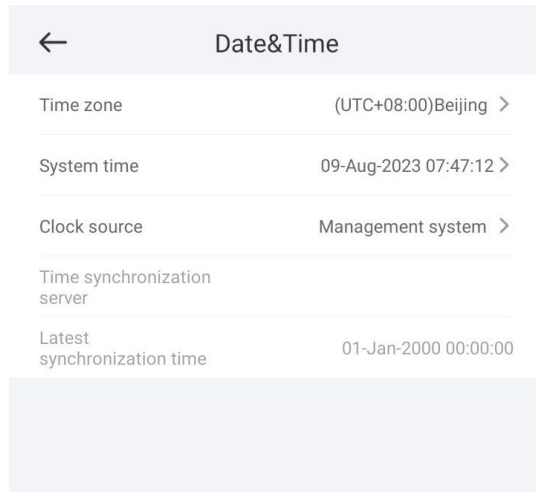 Date&Time
Time zone
(UTC+08:00)Beijing
System time
09-Aug-2023 07:47:12
Clock source
Management system
Time synchronization
server
Latest
synchronization time
01-Jan-2000 00:00:00